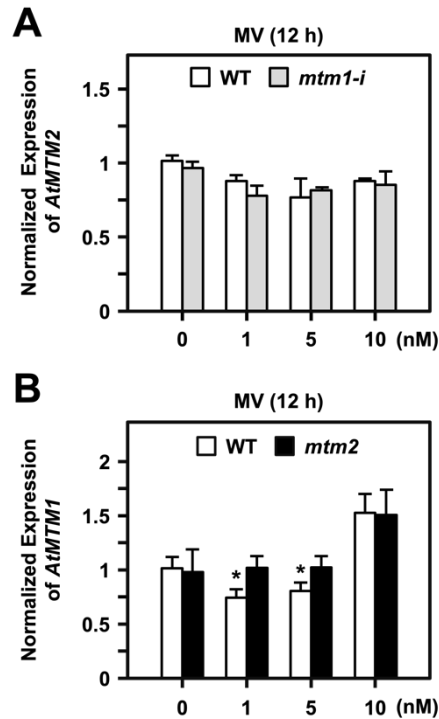 A
MV (12 h)
WT mtm1-i
Normalized Expression
of AtMTM2
1.5
1
0.5
0
0 1 5 10 (nM)
B
MV (12 h)
WT mtm2
Normalized Expression
of AtMTM1
2
1.5
1
0.5
0
* *
0 1 5 10 (nM)